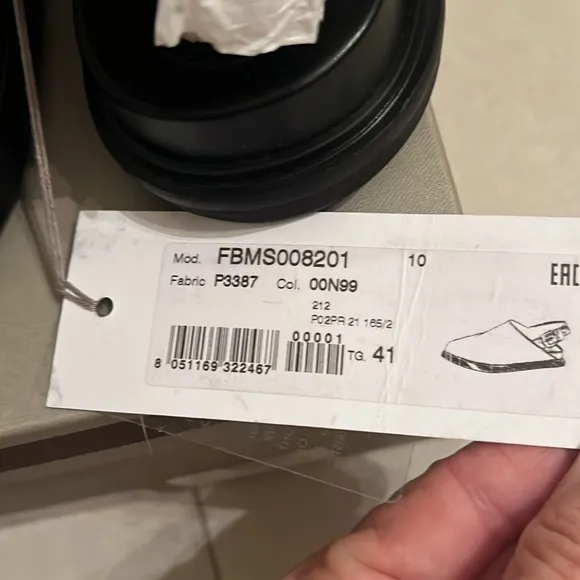 Mod. FBMS008201 10
EAC
Fabric P3387 Col. 00N99
212
P02PR 21 165/2
00001
TG. 41
8 051169 322467